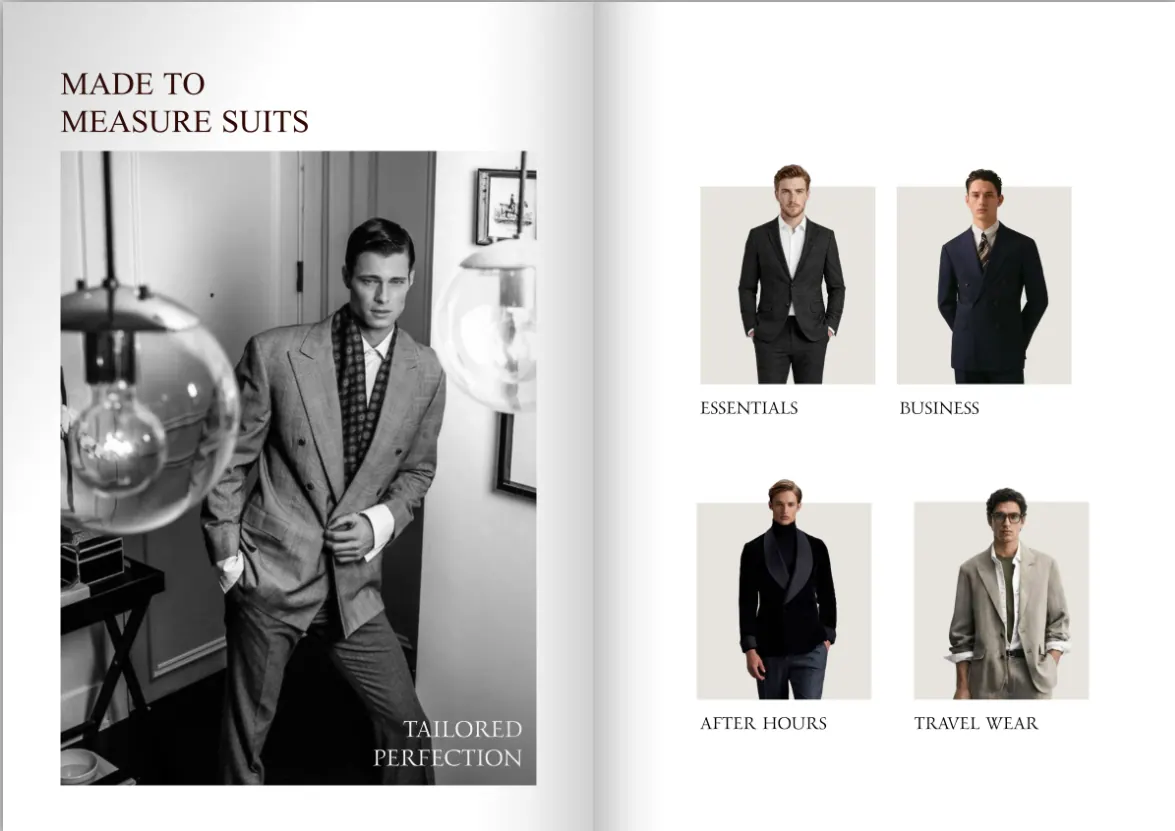 MADE TO
MEASURE SUITS
TAILORED
PERFECTION
ESSENTIALS
BUSINESS
AFTER HOURS
TRAVEL WEAR